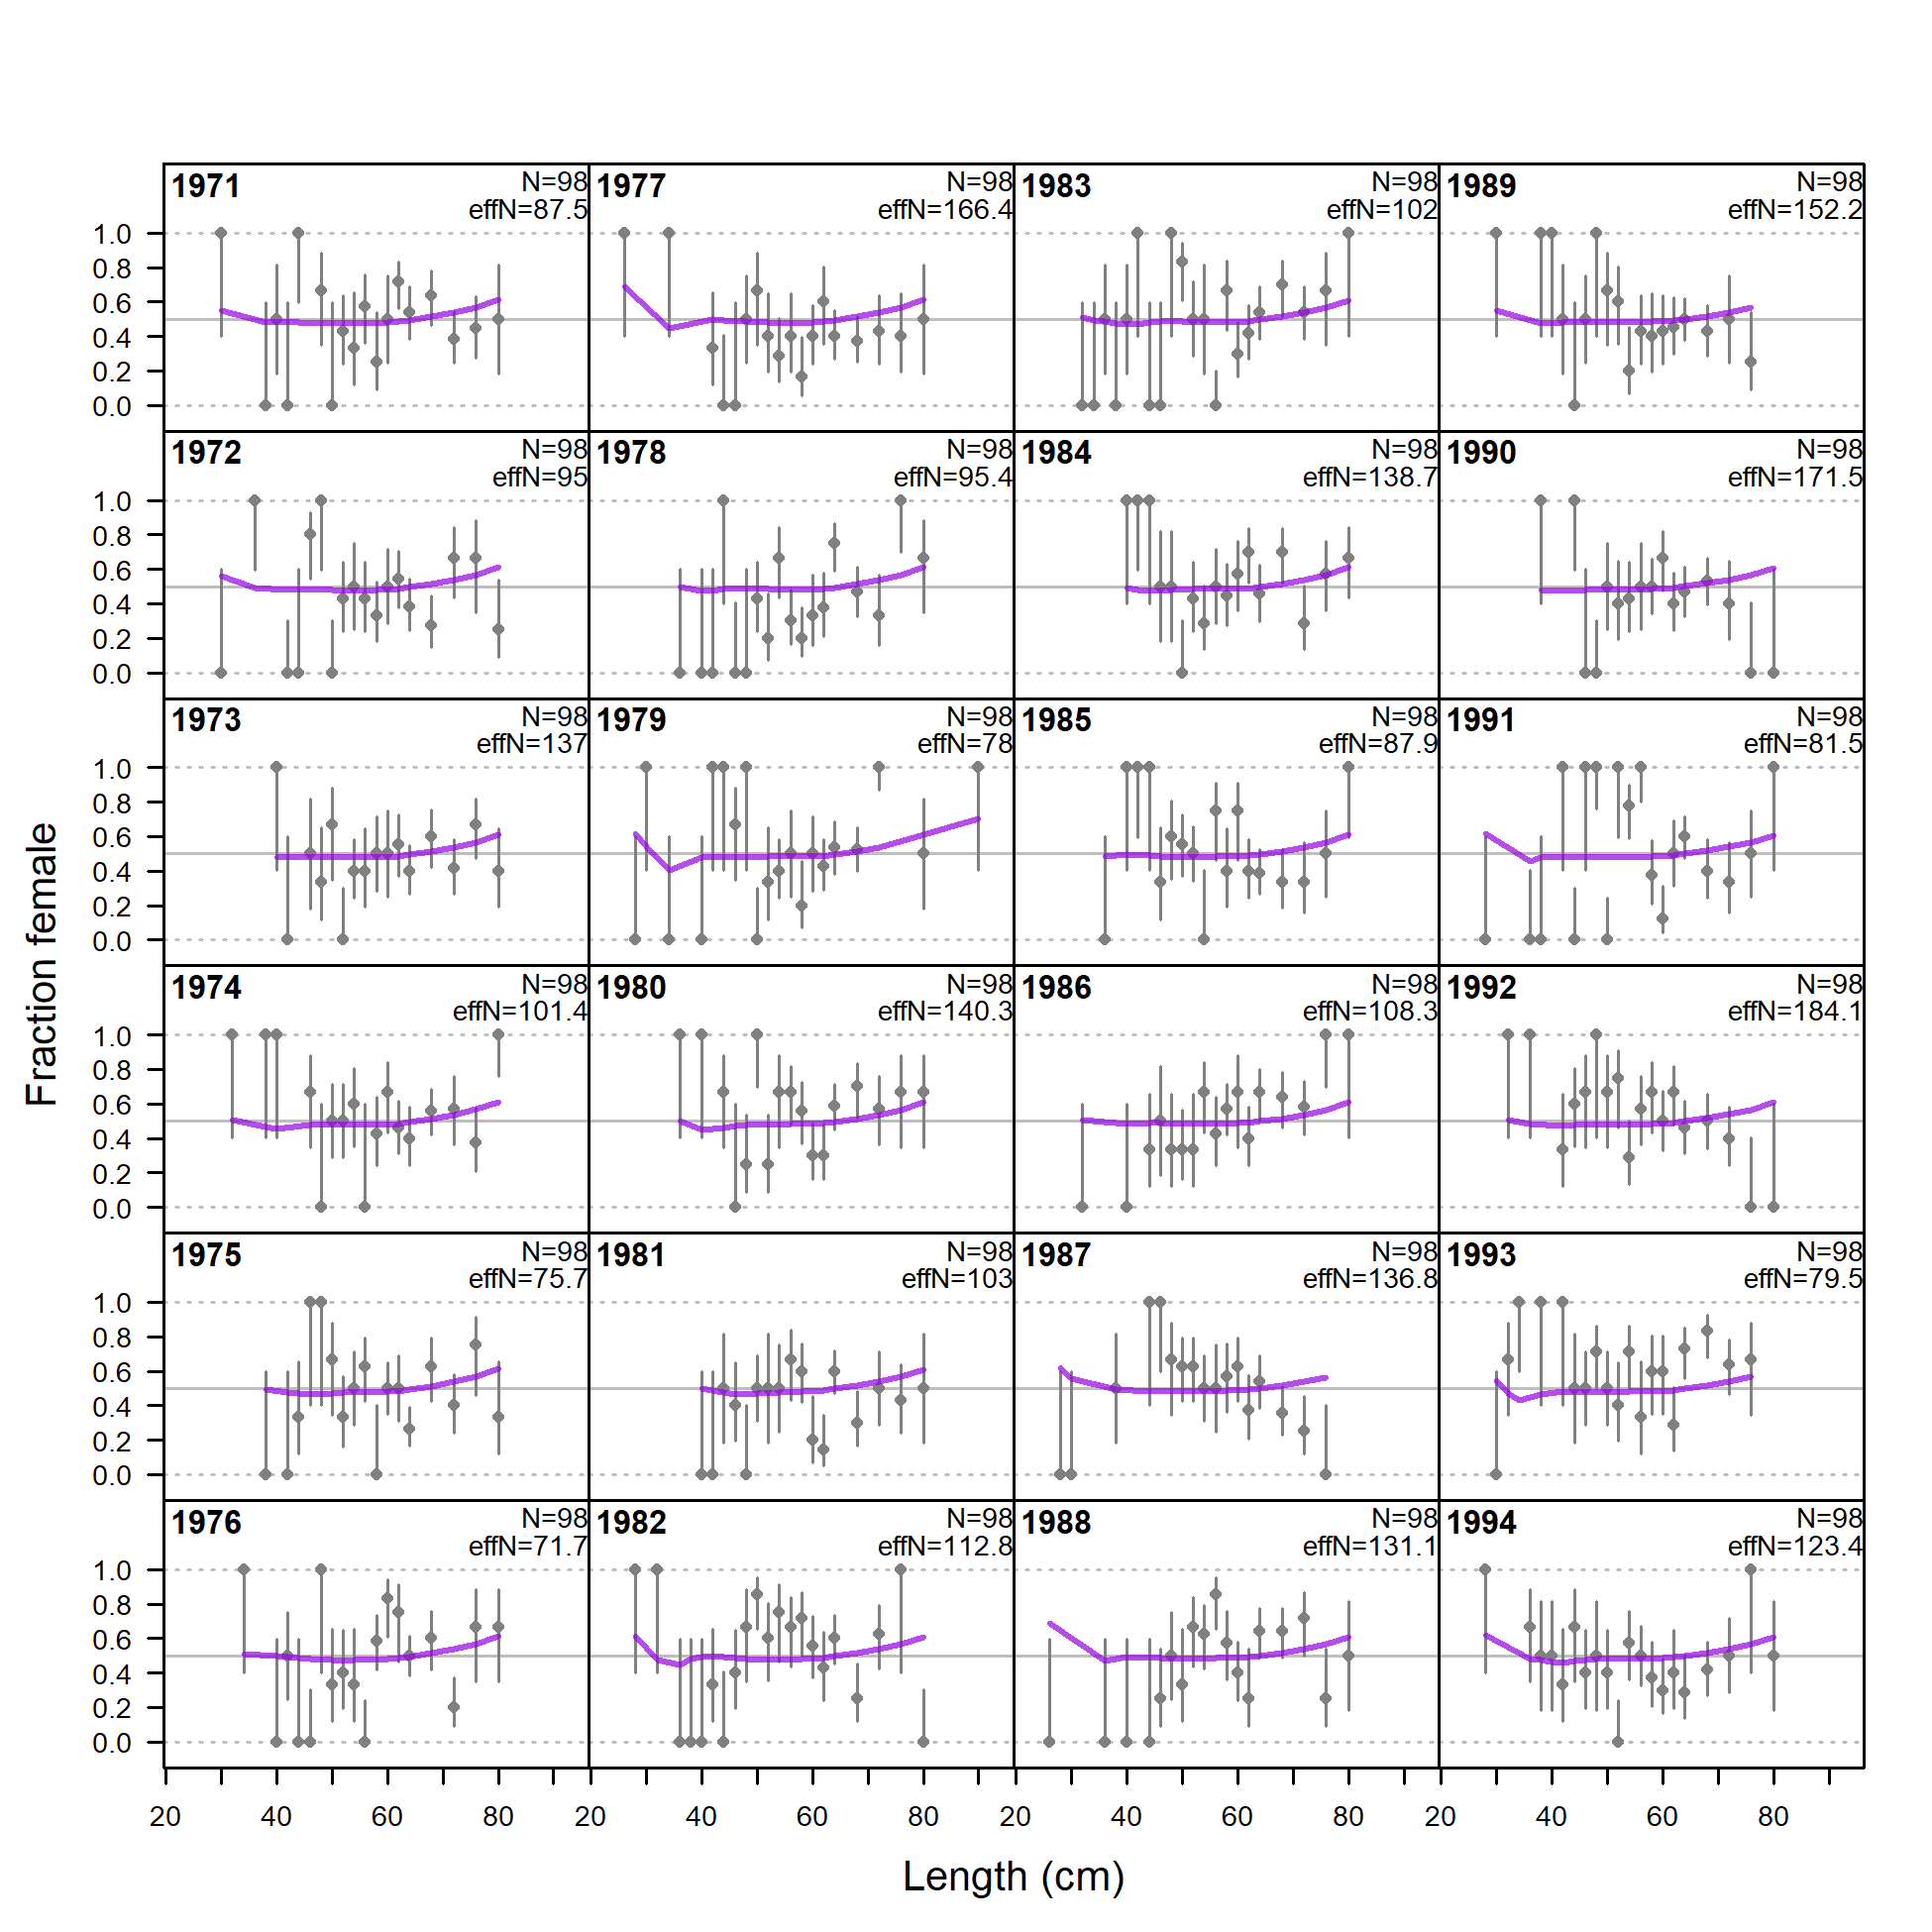 1971 N=98 1977 N=98 1983 N=98 1989 N=98
effN=87.5 effN=166.4 effN=102 effN=152.2
1.0
0.8
0.6
0.4
0.2
0.0
1972 N=98 1978 N=98 1984 N=98 1990 N=98
effN=95 effN=95.4 effN=138.7 effN=171.5
1.0
0.8
0.6
0.4
0.2
0.0
1973 N=98 1979 N=98 1985 N=98 1991 N=98
effN=137 effN=78 effN=87.9 effN=81.5
1.0
0.8
0.6
0.4
0.2
0.0
Fraction female
1974 N=98 1980 N=98 1986 N=98 1992 N=98
effN=101.4 effN=140.3 effN=108.3 effN=184.1
1.0
0.8
0.6
0.4
0.2
0.0
1975 N=98 1981 N=98 1987 N=98 1993 N=98
effN=75.7 effN=103 effN=136.8 effN=79.5
1.0
0.8
0.6
0.4
0.2
0.0
1976 N=98 1982 N=98 1988 N=98 1994 N=98
effN=71.7 effN=112.8 effN=131.1 effN=123.4
1.0
0.8
0.6
0.4
0.2
0.0
20 40 60 80 20 40 60 80 20 40 60 80 20 40 60 80
Length (cm)